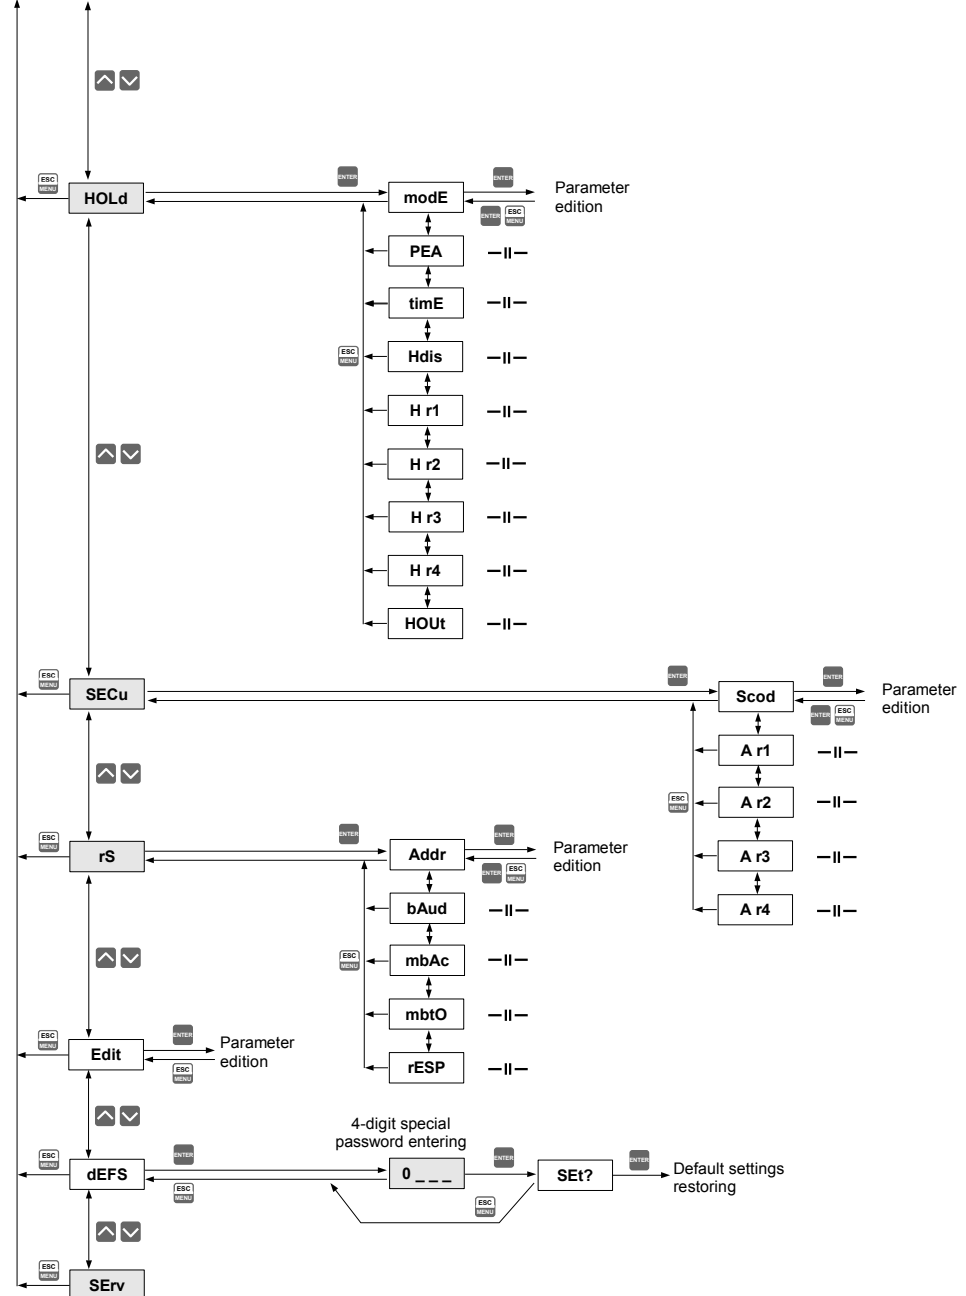 ESC
MENU
HOLd
ENTER
modE
ENTER
ENTER
ESC
MENU
Parameter
edition
PEA
—II—
timE
—II—
ESC
MENU
Hdis
—II—
H r1
—II—
H r2
—II—
H r3
—II—
H r4
—II—
HOUt
—II—
ESC
MENU
SECu
ENTER
Scod
ENTER
ENTER
ESC
MENU
Parameter
edition
A r1
—II—
ESC
MENU
A r2
—II—
A r3
—II—
A r4
—II—
ESC
MENU
rS
ENTER
Addr
ENTER
ENTER
ESC
MENU
Parameter
edition
bAud
—II—
ESC
MENU
mbAc
—II—
mbtO
—II—
rESP
—II—
ESC
MENU
Edit
ENTER
ESC
MENU
Parameter
edition
4-digit special
password entering
ESC
MENU
dEFS
ENTER
ESC
MENU
0 _ _ _
ENTER
ESC
MENU
SEt?
ENTER
Default settings
restoring
ESC
MENU
SErv